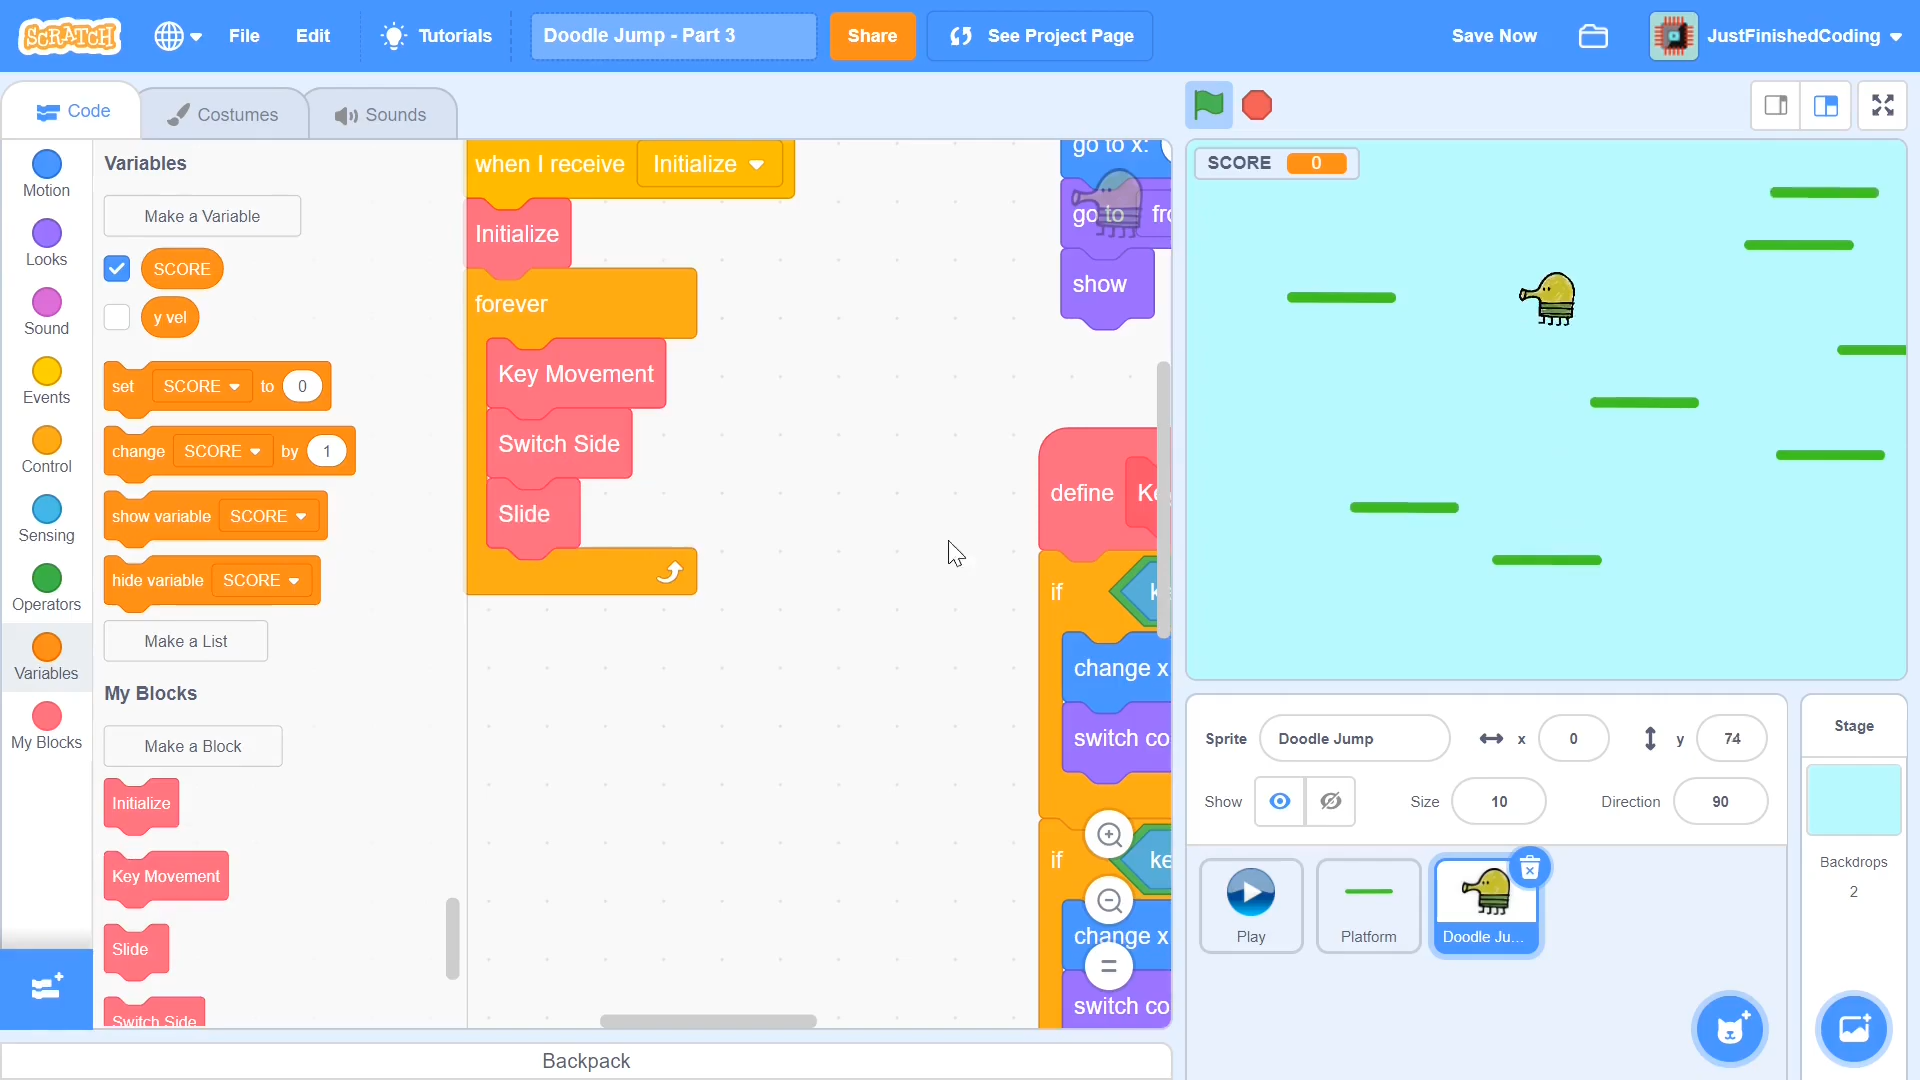 SCRATCH
File
Edit
Tutorials
Doodle Jump - Part 3
Share
See Project Page
Save Now
JustFinishedCoding
Code
Costumes
Sounds
Motion
Looks
Sound
Events
Control
Sensing
Operators
Variables
My Blocks
Variables
Make a Variable
SCORE
y vel
set SCORE to 0
change SCORE by 1
show variable SCORE
hide variable SCORE
Make a List
My Blocks
Make a Block
Initialize
Key Movement
Slide
Switch Side
when I receive Initialize
Initialize
forever
Key Movement
Switch Side
Slide
go to x:
go to fro
show
define Ke
if ke
change x
switch co
if ke
change x
switch co
Backpack
SCORE 0
Sprite Doodle Jump x 0 y 74
Show Size 10 Direction 90
Play
Platform
Doodle Ju...
Stage
Backdrops
2